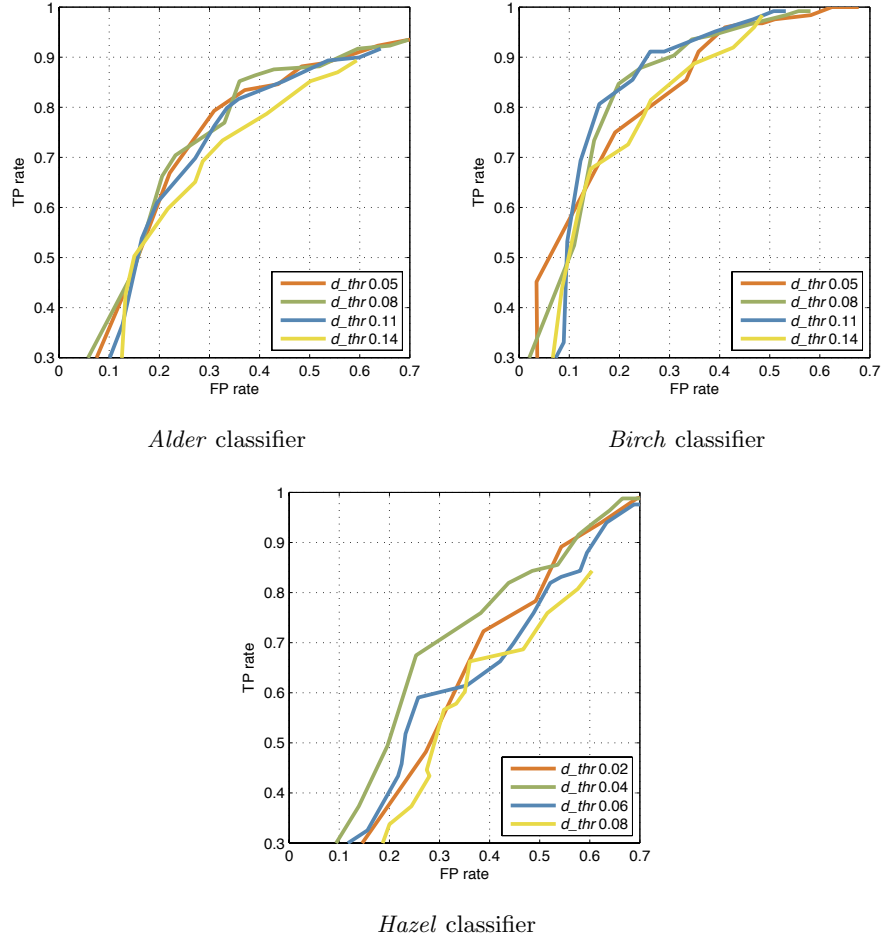 1
0.9
0.8
0.7
0.6
0.5
0.4
0.3
TP rate
0 0.1 0.2 0.3 0.4 0.5 0.6 0.7
FP rate
d_thr 0.05
d_thr 0.08
d_thr 0.11
d_thr 0.14
Alder classifier
1
0.9
0.8
0.7
0.6
0.5
0.4
0.3
TP rate
0 0.1 0.2 0.3 0.4 0.5 0.6 0.7
FP rate
d_thr 0.05
d_thr 0.08
d_thr 0.11
d_thr 0.14
Birch classifier
1
0.9
0.8
0.7
0.6
0.5
0.4
0.3
TP rate
0 0.1 0.2 0.3 0.4 0.5 0.6 0.7
FP rate
d_thr 0.02
d_thr 0.04
d_thr 0.06
d_thr 0.08
Hazel classifier